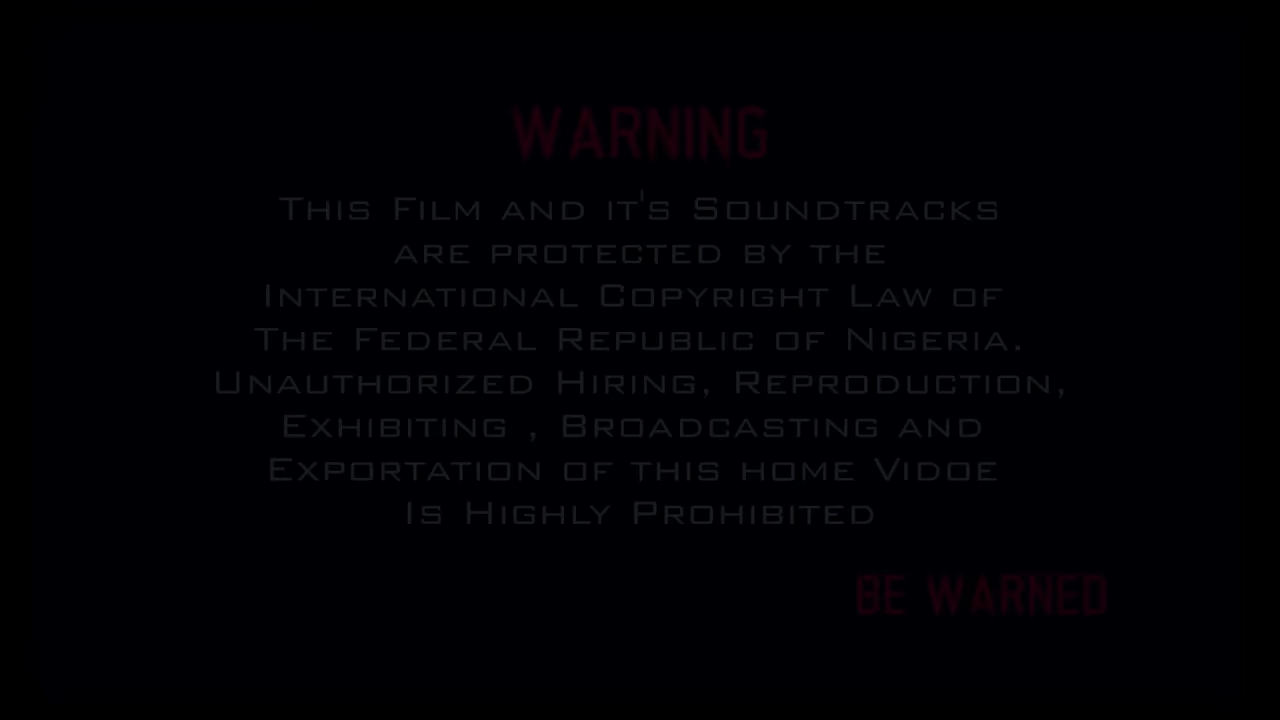 WARNING
THIS FILM AND IT'S SOUNDTRACKS
ARE PROTECTED BY THE
INTERNATIONAL COPYRIGHT LAW OF
THE FEDERAL REPUBLIC OF NIGERIA.
UNAUTHORIZED HIRING, REPRODUCTION,
EXHIBITING , BROADCASTING AND
EXPORTATION OF THIS HOME VIDOE
IS HIGHLY PROHIBITED
BE WARNED